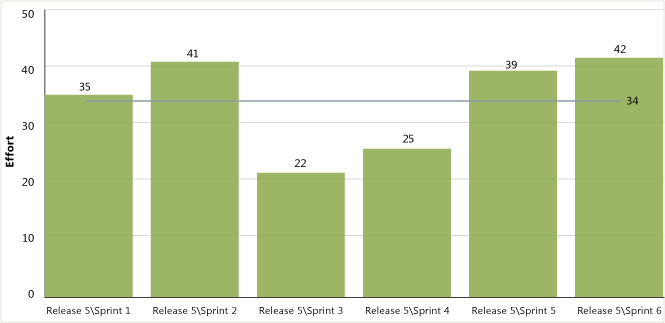 50
40
30
20
10
0
Effort
35
41
22
25
39
42
34
Release 5\Sprint 1
Release 5\Sprint 2
Release 5\Sprint 3
Release 5\Sprint 4
Release 5\Sprint 5
Release 5\Sprint 6